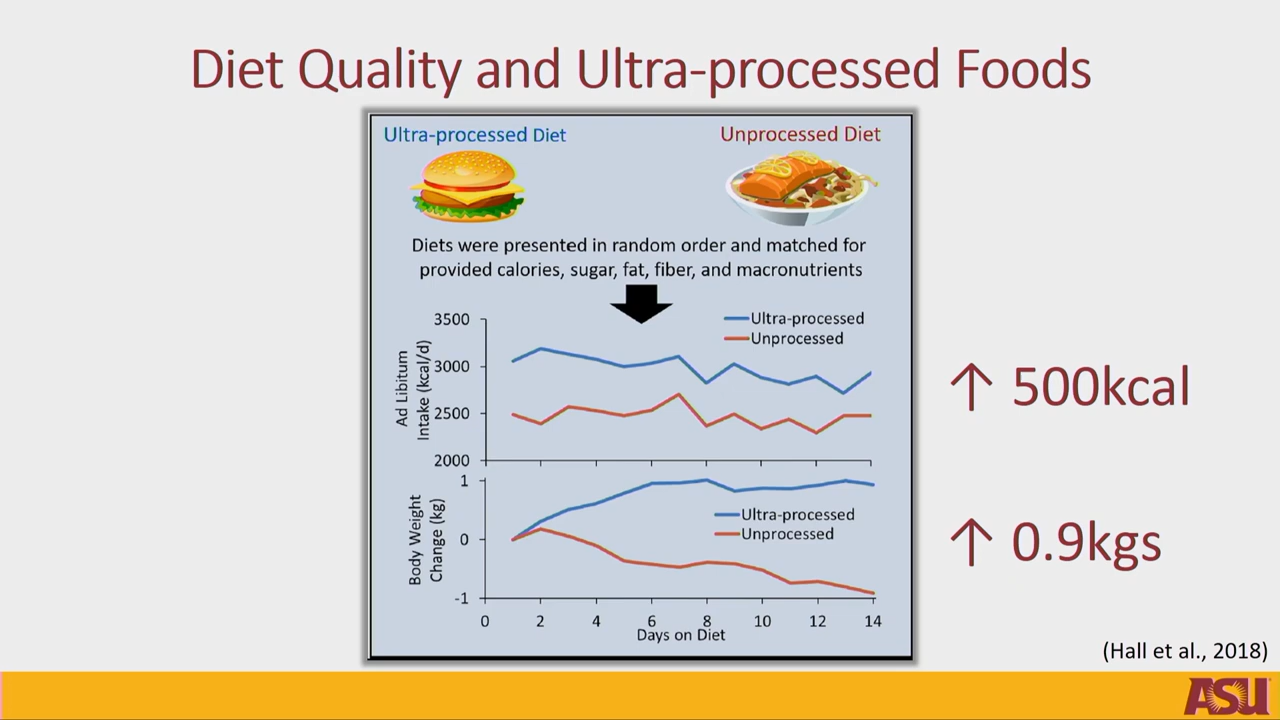 Diet Quality and Ultra-processed Foods
Ultra-processed Diet
Unprocessed Diet
Diets were presented in random order and matched for
provided calories, sugar, fat, fiber, and macronutrients
Ad Libitum
Intake (kcal/d)
3500
3000
2500
2000
Ultra-processed
Unprocessed
↑ 500kcal
Body Weight
Change (kg)
1
0
-1
Ultra-processed
Unprocessed
↑ 0.9kgs
0 2 4 6 8 10 12 14
Days on Diet
(Hall et al., 2018)
ASU